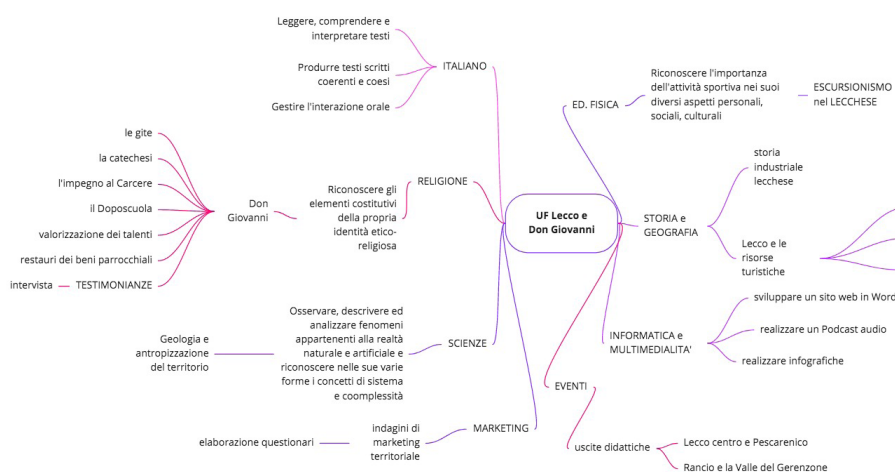 Leggere, comprendere e
interpretare testi
Produrre testi scritti
coerenti e coesi
Gestire l'interazione orale
ITALIANO
le gite
la catechesi
l'impegno al Carcere
il Doposcuola
valorizzazione dei talenti
restauri dei beni parrocchiali
intervista
TESTIMONIANZE
Don
Giovanni
Riconoscere gli
elementi costitutivi
della propria
identità etico-
religiosa
RELIGIONE
Geologia e
antropizzazione
del territorio
Osservare, descrivere ed
analizzare fenomeni
appartenenti alla realtà
naturale e artificiale e
riconoscere nelle sue varie
forme i concetti di sistema
e coomplessità
SCIENZE
elaborazione questionari
indagini di
marketing
territoriale
MARKETING
UF Lecco e
Don Giovanni
ED. FISICA
Riconoscere l'importanza
dell'attività sportiva nei suoi
diversi aspetti personali,
sociali, culturali
ESCURSIONISMO
nel LECCHESE
STORIA e
GEOGRAFIA
storia
industriale
lecchese
Lecco e le
risorse
turistiche
INFORMATICA e
MULTIMEDIALITA'
sviluppare un sito web in Word
realizzare un Podcast audio
realizzare infografiche
EVENTI
uscite didattiche
Lecco centro e Pescarenico
Rancio e la Valle del Gerenzone